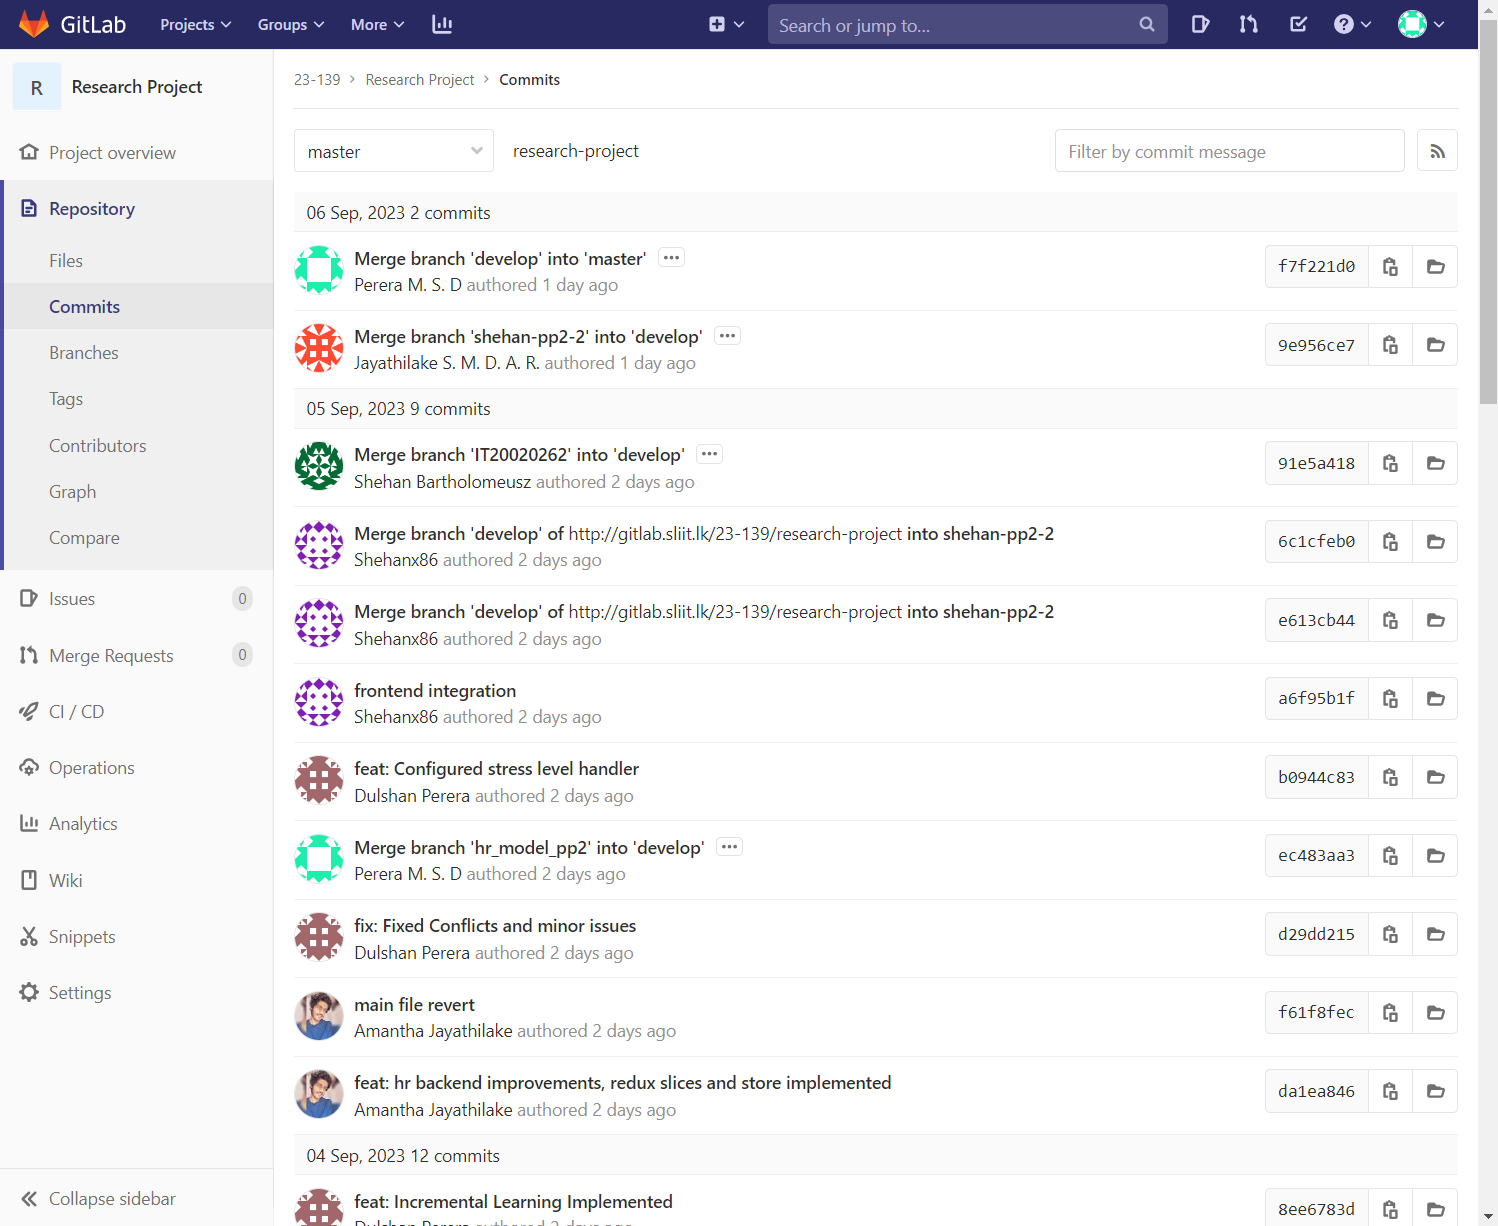 GitLab Projects Groups More Search or jump to...
R Research Project
Project overview
Repository
Files
Commits
Branches
Tags
Contributors
Graph
Compare
Issues 0
Merge Requests 0
CI / CD
Operations
Analytics
Wiki
Snippets
Settings
Collapse sidebar
23-139 > Research Project > Commits
master research-project Filter by commit message
06 Sep, 2023 2 commits
Merge branch 'develop' into 'master' ...
Perera M. S. D authored 1 day ago
f7f221d0
Merge branch 'shehan-pp2-2' into 'develop' ...
Jayathilake S. M. D. A. R. authored 1 day ago
9e956ce7
05 Sep, 2023 9 commits
Merge branch 'IT20020262' into 'develop' ...
Shehan Bartholomeusz authored 2 days ago
91e5a418
Merge branch 'develop' of http://gitlab.sliit.lk/23-139/research-project into shehan-pp2-2
Shehanx86 authored 2 days ago
6c1cfeb0
Merge branch 'develop' of http://gitlab.sliit.lk/23-139/research-project into shehan-pp2-2
Shehanx86 authored 2 days ago
e613cb44
frontend integration
Shehanx86 authored 2 days ago
a6f95b1f
feat: Configured stress level handler
Dulshan Perera authored 2 days ago
b0944c83
Merge branch 'hr_model_pp2' into 'develop' ...
Perera M. S. D authored 2 days ago
ec483aa3
fix: Fixed Conflicts and minor issues
Dulshan Perera authored 2 days ago
d29dd215
main file revert
Amantha Jayathilake authored 2 days ago
f61f8fec
feat: hr backend improvements, redux slices and store implemented
Amantha Jayathilake authored 2 days ago
da1ea846
04 Sep, 2023 12 commits
feat: Incremental Learning Implemented
Dulshan Perera authored 2 days ago
8ee6783d